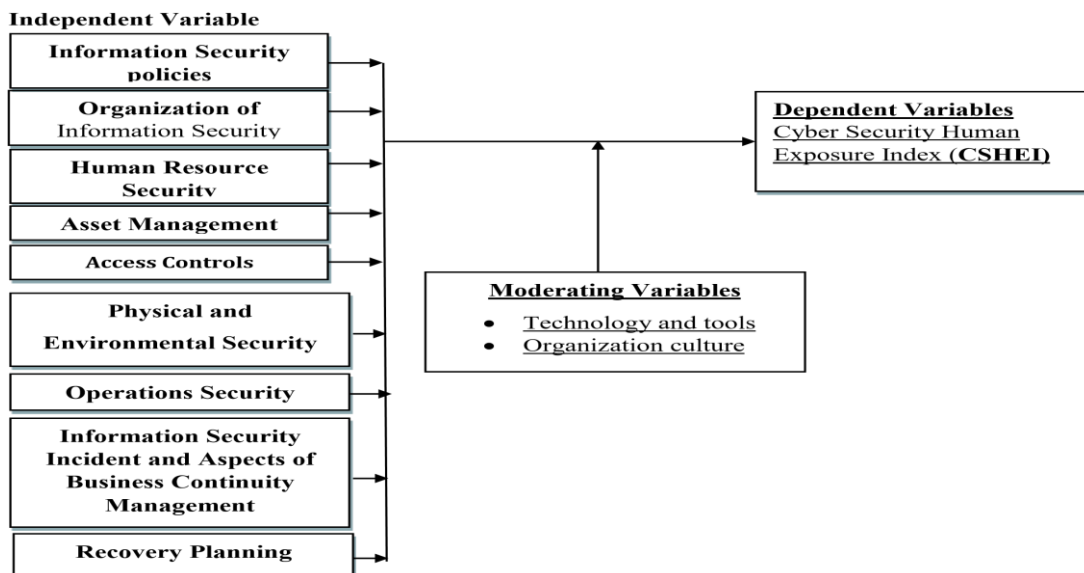 Independent Variable
Information Security
policies
Organization of
Information Security
Human Resource
Security
Asset Management
Access Controls
Physical and
Environmental Security
Operations Security
Information Security
Incident and Aspects of
Business Continuity
Management
Recovery Planning
Moderating Variables
• Technology and tools
• Organization culture
Dependent Variables
Cyber Security Human
Exposure Index (CSHEI)